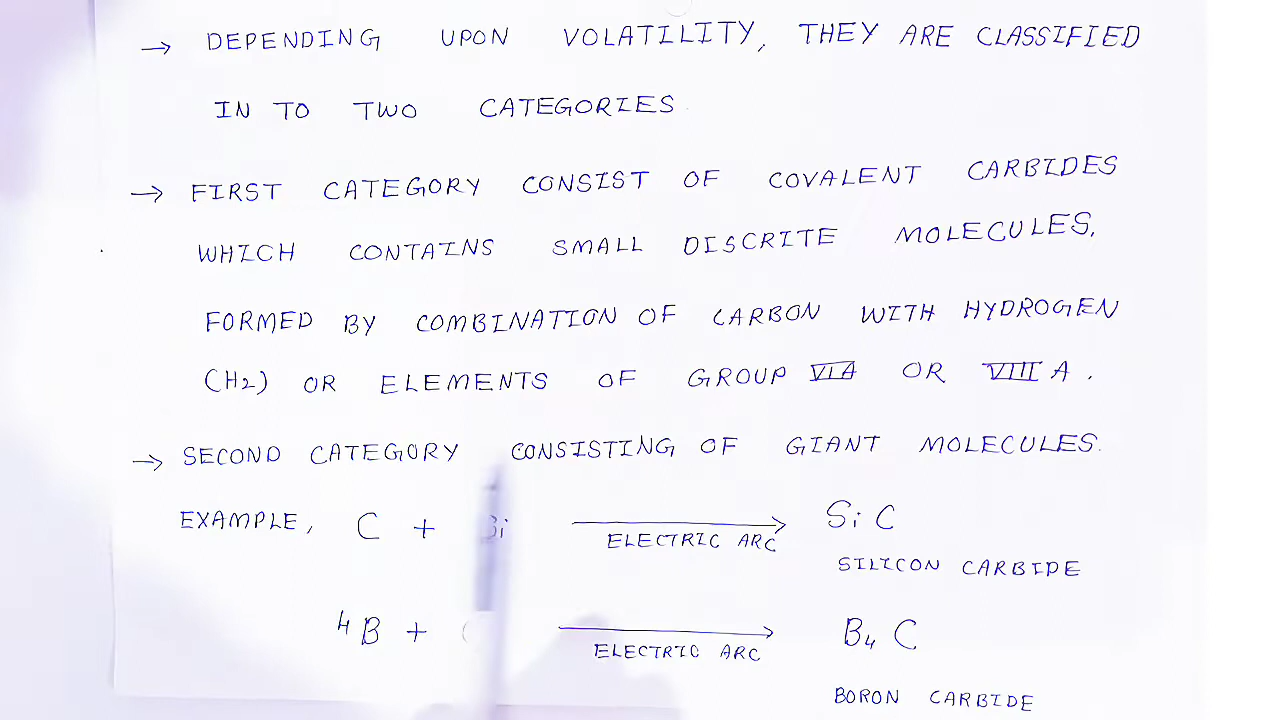 → DEPENDING UPON VOLATILITY, THEY ARE CLASSIFIED
IN TO TWO CATEGORIES
→ FIRST CATEGORY CONSIST OF COVALENT CARBIDES
WHICH CONTAINS SMALL DISCRITE MOLECULES,
FORMED BY COMBINATION OF CARBON WITH HYDROGEN
(H2) OR ELEMENTS OF GROUP VIA OR VIII A.
→ SECOND CATEGORY CONSISTING OF GIANT MOLECULES.
EXAMPLE, C + Si → SiC
ELECTRIC ARC
SILICON CARBIDE
4B + C → B4 C
ELECTRIC ARC
BORON CARBIDE